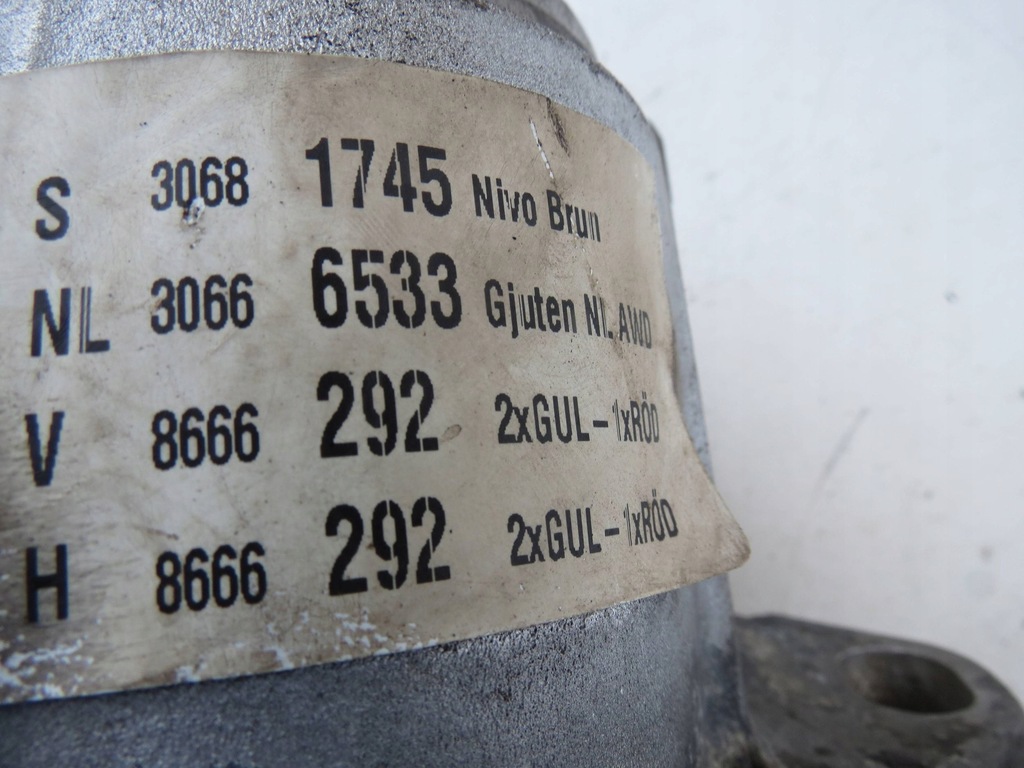 S 3068 1745 Nivo Brun
NL 3066 6533 Gjuten NL AWD
V 8666 292 2xGUL-1xRÖD
H 8666 292 2xGUL-1xRÖD